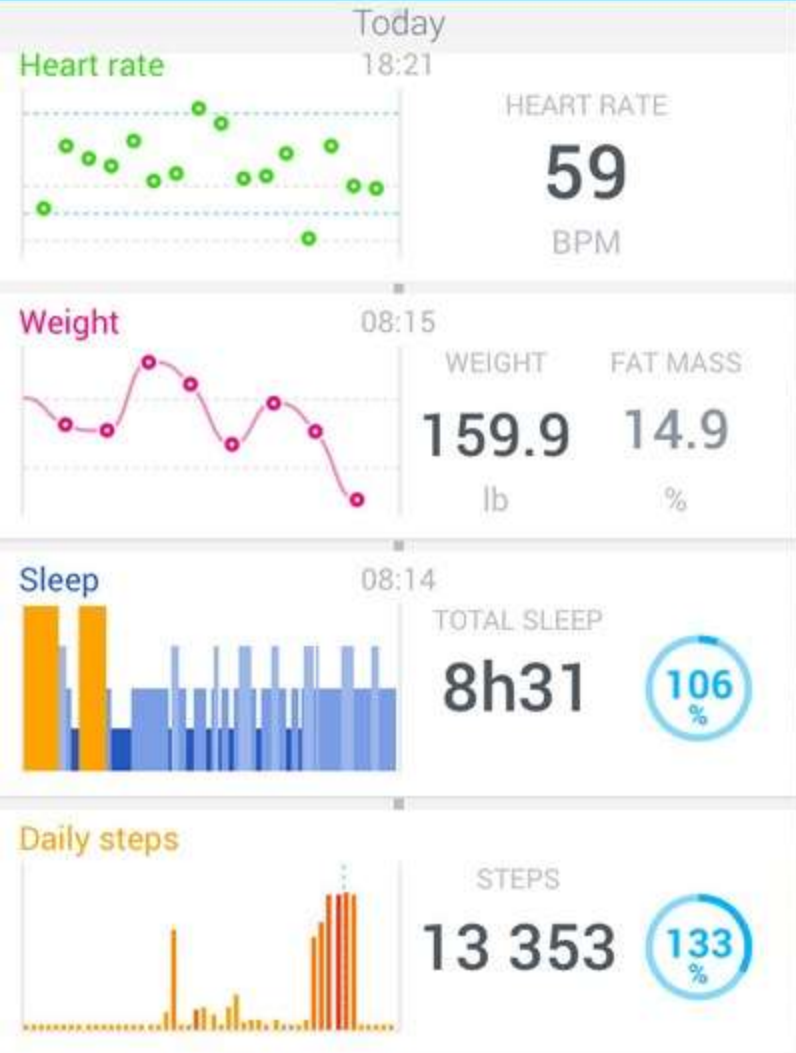 Today
Heart rate 18:21
HEART RATE
59
BPM
Weight 08:15
WEIGHT FAT MASS
159.9 14.9
lb %
Sleep 08:14
TOTAL SLEEP
8h31 106 %
Daily steps
STEPS
13 353 133 %